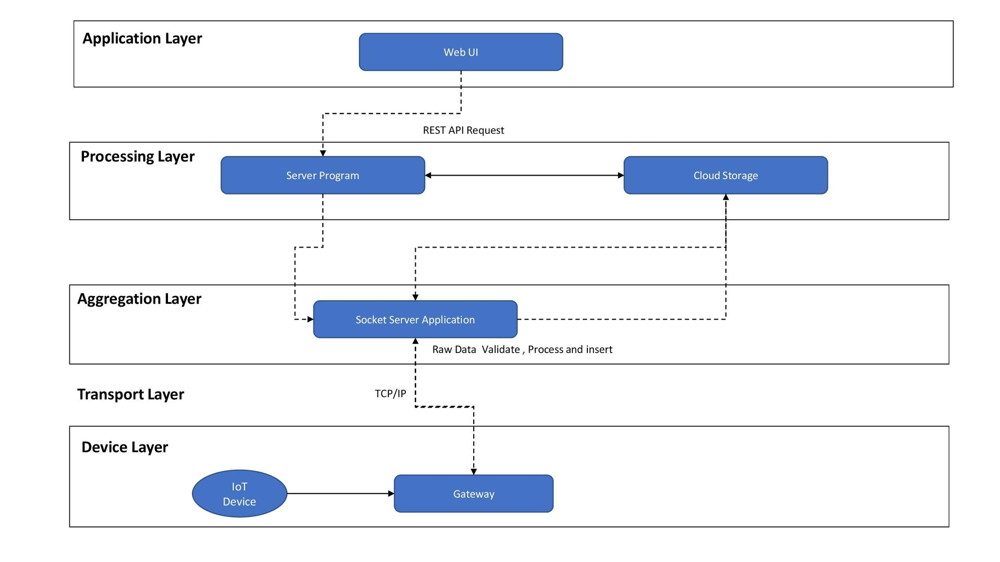 Application Layer
Web UI
REST API Request
Processing Layer
Server Program
Cloud Storage
Aggregation Layer
Socket Server Application
Raw Data  Validate , Process and insert
Transport Layer
TCP/IP
Device Layer
IoT
Device
Gateway